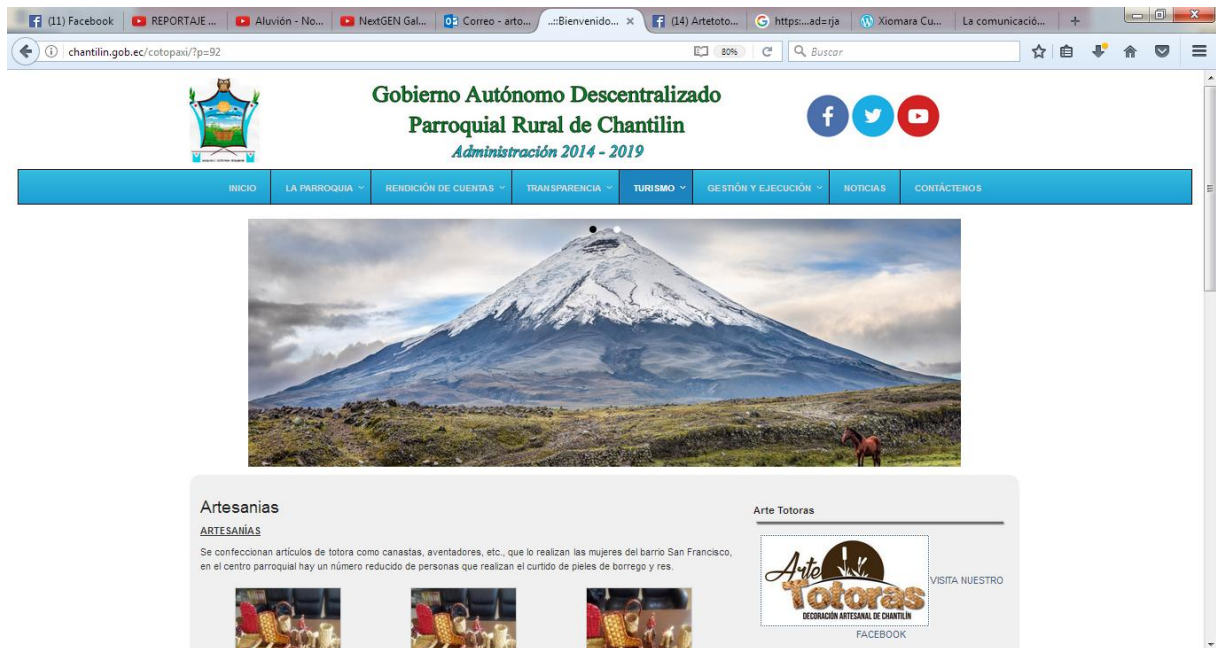 (11) Facebook
REPORTAJE ...
Aluvión - No...
NextGEN Gal...
Correo - arto...
..::Bienvenido...
(14) Artetoto...
https:...ad=rja
Xiomara Cu...
La comunicació...
chantilin.gob.ec/cotopaxi/?p=92
80%
Buscar
Gobierno Autónomo Descentralizado
Parroquial Rural de Chantilin
Administración 2014 - 2019
INICIO
LA PARROQUIA
RENDICIÓN DE CUENTAS
TRANSPARENCIA
TURISMO
GESTIÓN Y EJECUCIÓN
NOTICIAS
CONTÁCTENOS
Artesanias
ARTESANÍAS
Se confeccionan artículos de totora como canastas, aventadores, etc., que lo realizan las mujeres del barrio San Francisco,
en el centro parroquial hay un número reducido de personas que realizan el curtido de pieles de borrego y res.
Arte Totoras
Arte
Totoras
DECORACIÓN ARTESANAL DE CHANTILÍN
VISITA NUESTRO
FACEBOOK